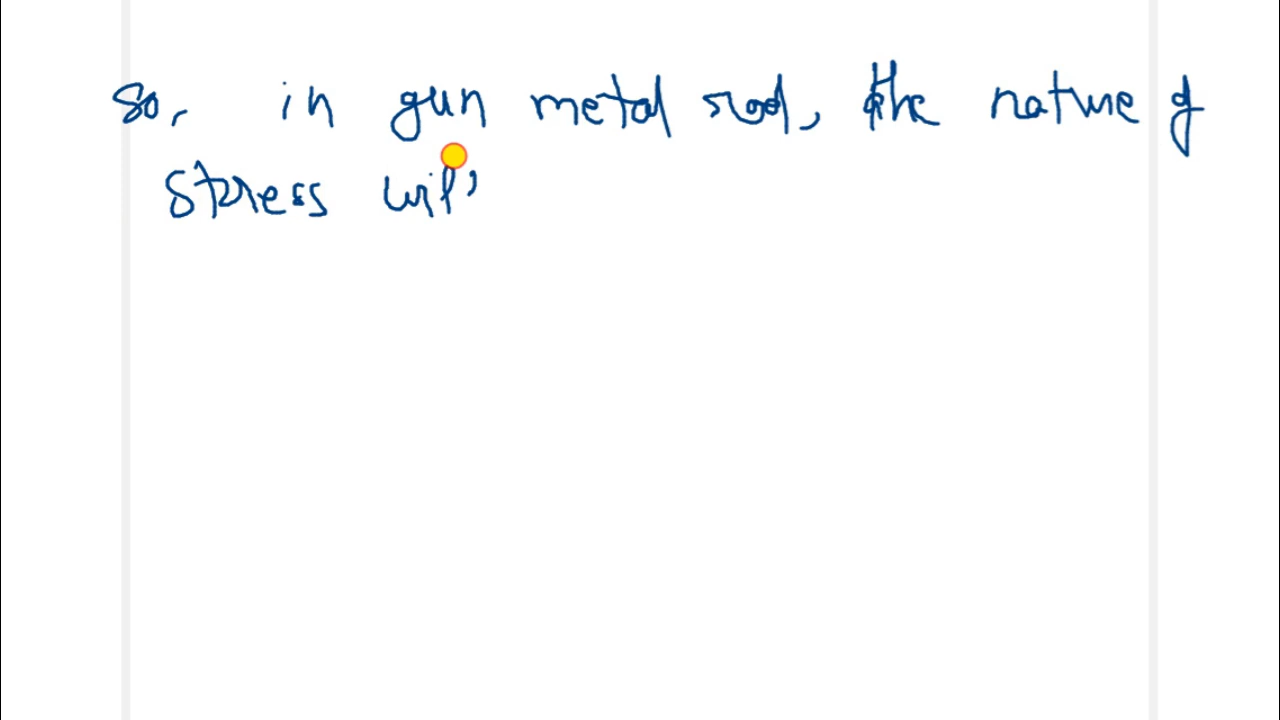 So, in gun metal rod, the nature of
stress wil